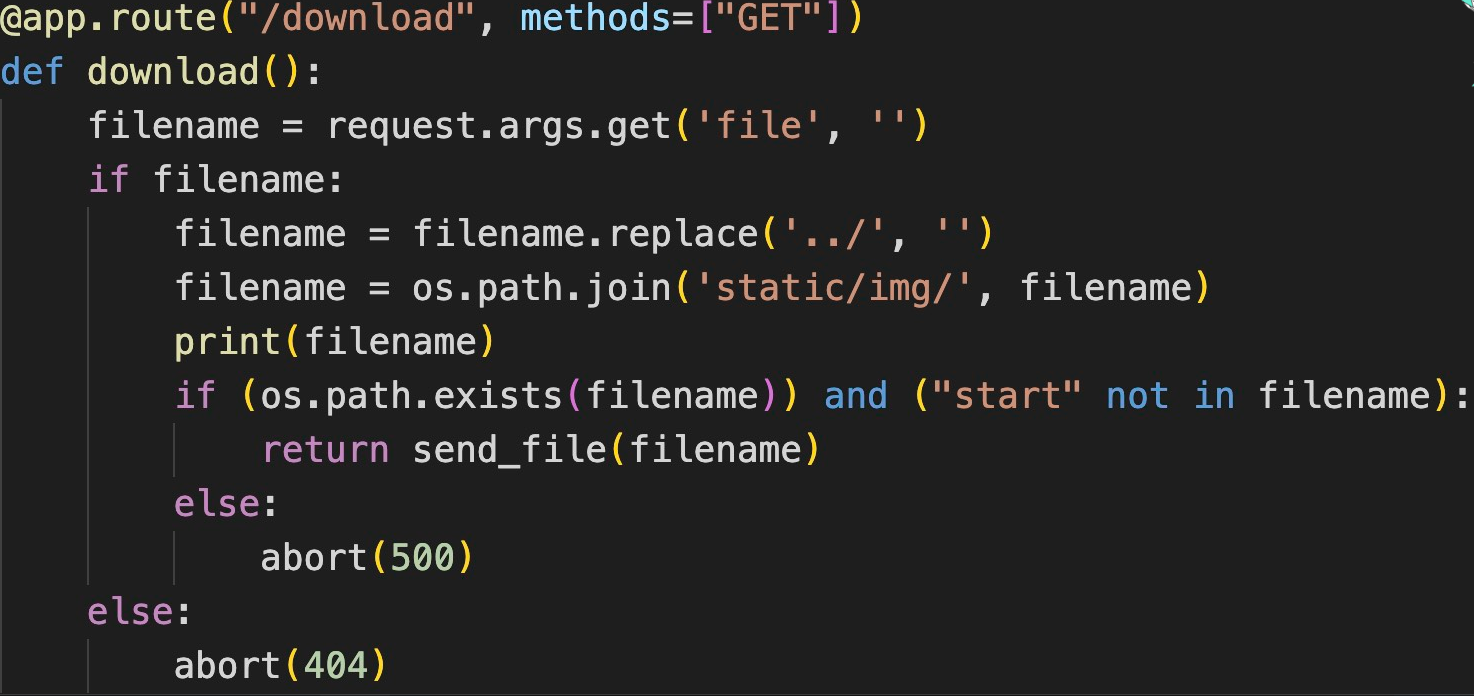 @app.route("/download", methods=["GET"])
def download():
    filename = request.args.get('file', '')
    if filename:
        filename = filename.replace('../', '')
        filename = os.path.join('static/img/', filename)
        print(filename)
        if (os.path.exists(filename)) and ("start" not in filename):
            return send_file(filename)
        else:
            abort(500)
    else:
        abort(404)